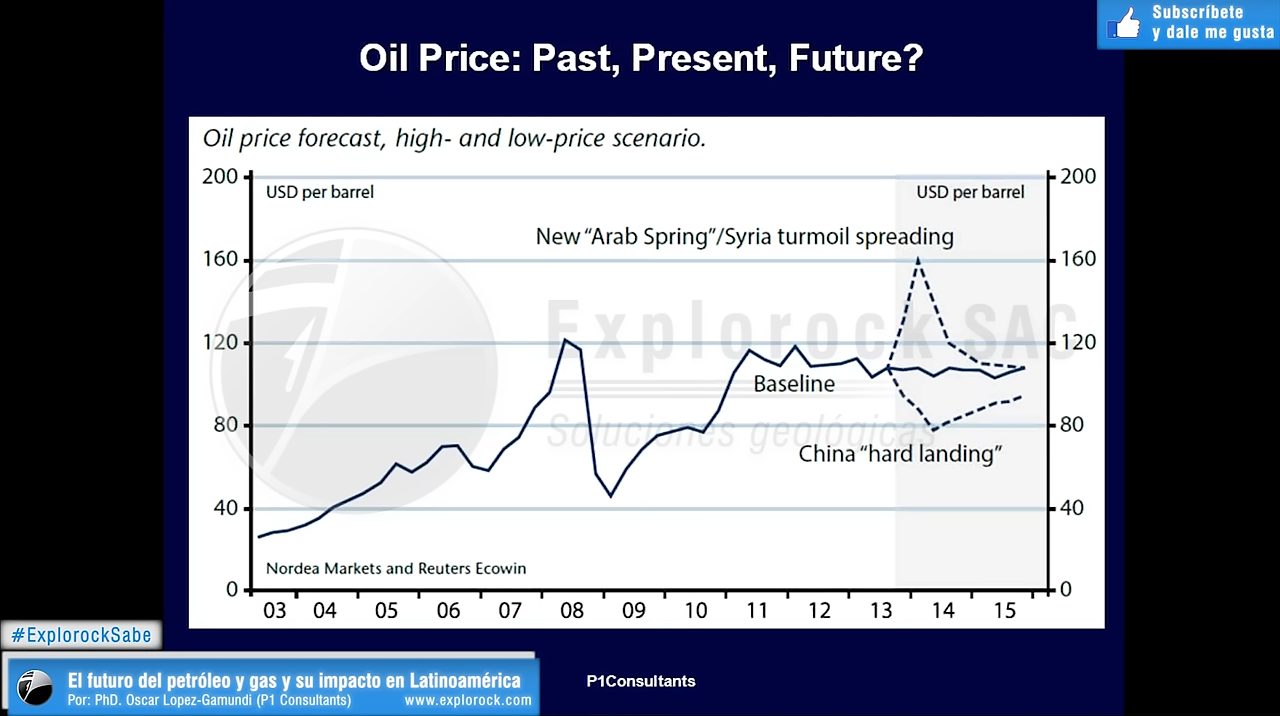 Subscríbete
y dale me gusta
Oil Price: Past, Present, Future?
Oil price forecast, high- and low-price scenario.
200
200
USD per barrel
USD per barrel
New “Arab Spring”/Syria turmoil spreading
160
160
Explorock SAC
120
120
Baseline
80
80
Soluciones geológicas
China “hard landing”
40
40
Nordea Markets and Reuters Ecowin
0
0
03 04 05 06 07 08 09 10 11 12 13 14 15
#ExplorockSabe
El futuro del petróleo y gas y su impacto en Latinoamérica
Por: PhD. Oscar Lopez-Gamundi (P1 Consultants) www.explorock.com
P1Consultants